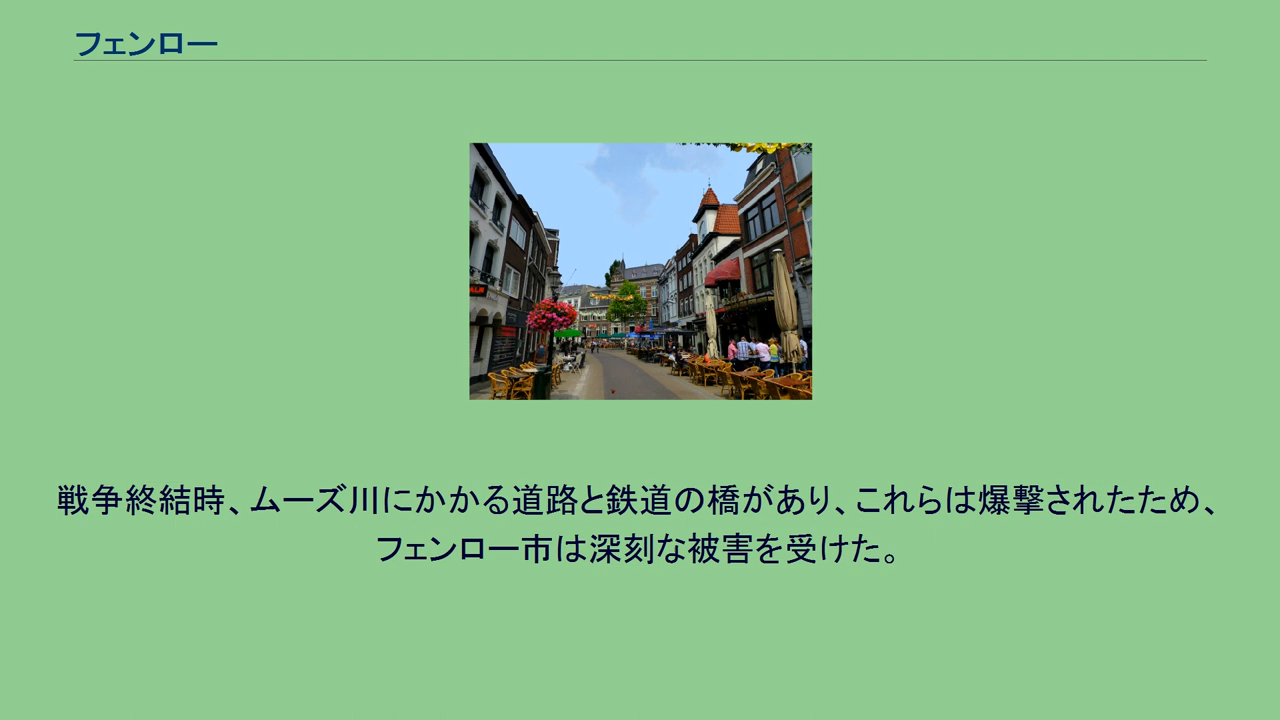 フェンロー
戦争終結時、ムーズ川にかかる道路と鉄道の橋があり、これらは爆撃されたため、
フェンロー市は深刻な被害を受けた。